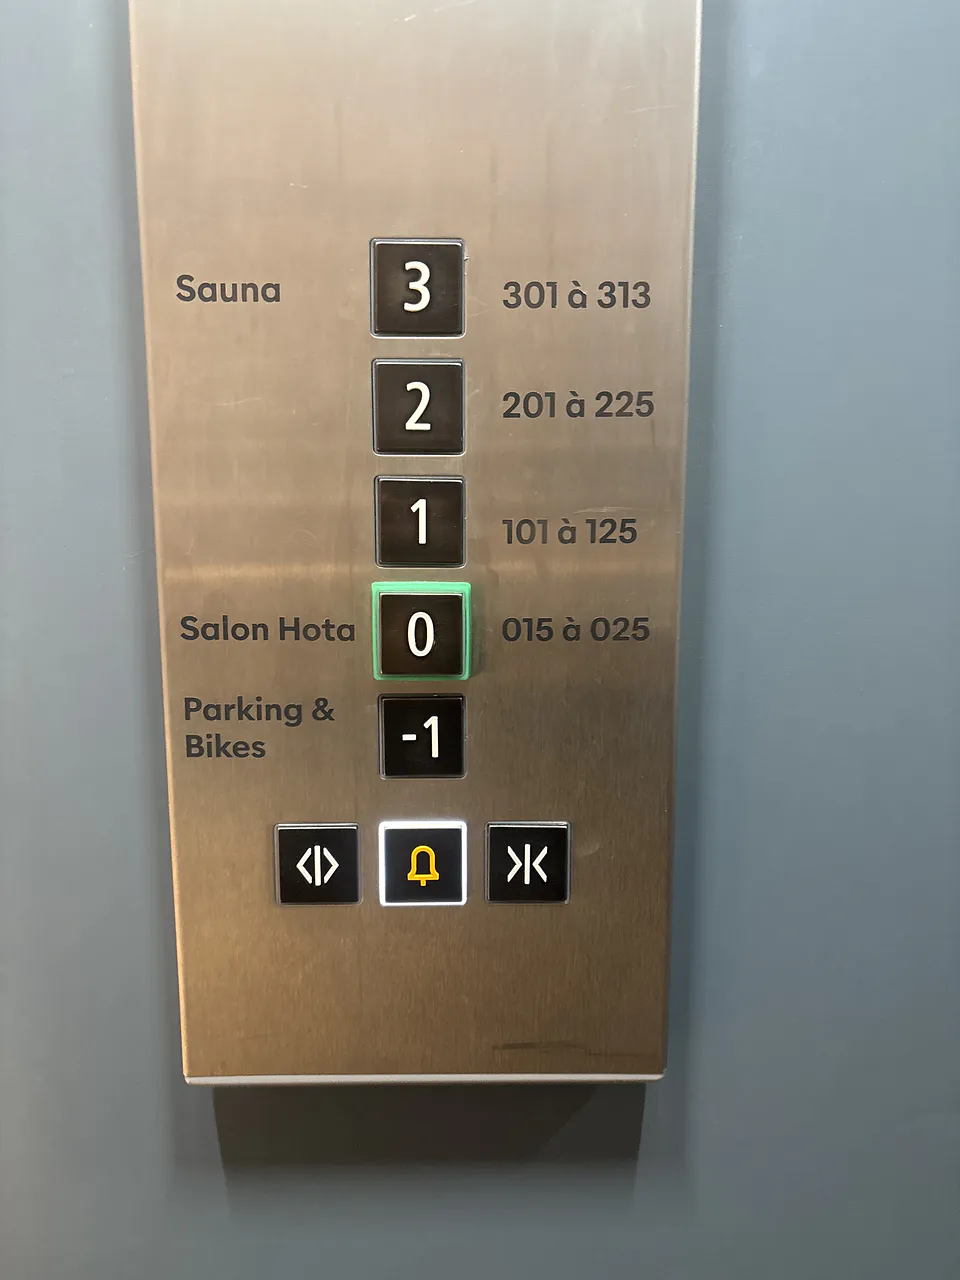 Sauna 3 301 à 313
2 201 à 225
1 101 à 125
Salon Hota 0 015 à 025
Parking &
Bikes
-1